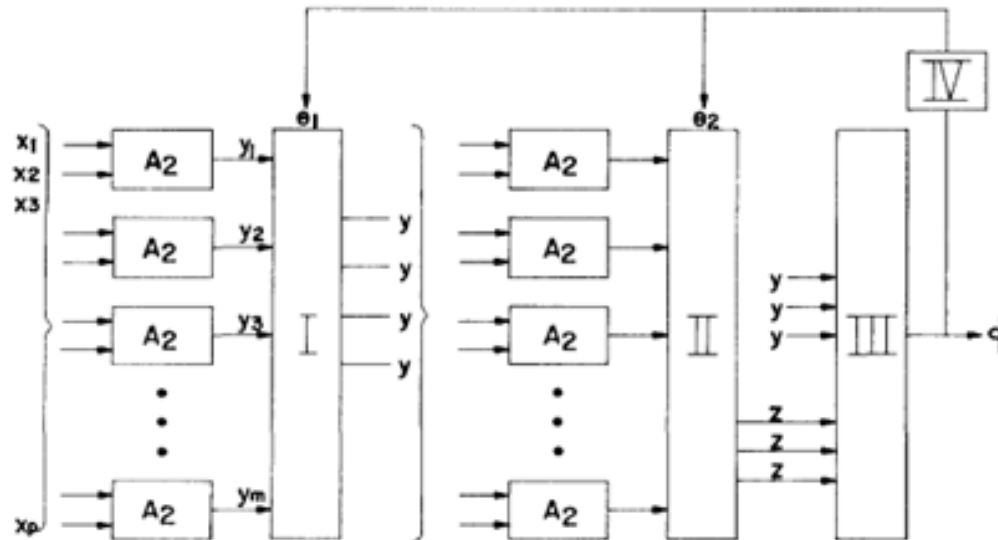 IV
θ1 θ2
x1 A2 y1 A2
x2
x3
y
A2 y2 A2
y y
y
A2 y3 I y A2 II y III
y
z
z
z
xp A2 ym A2